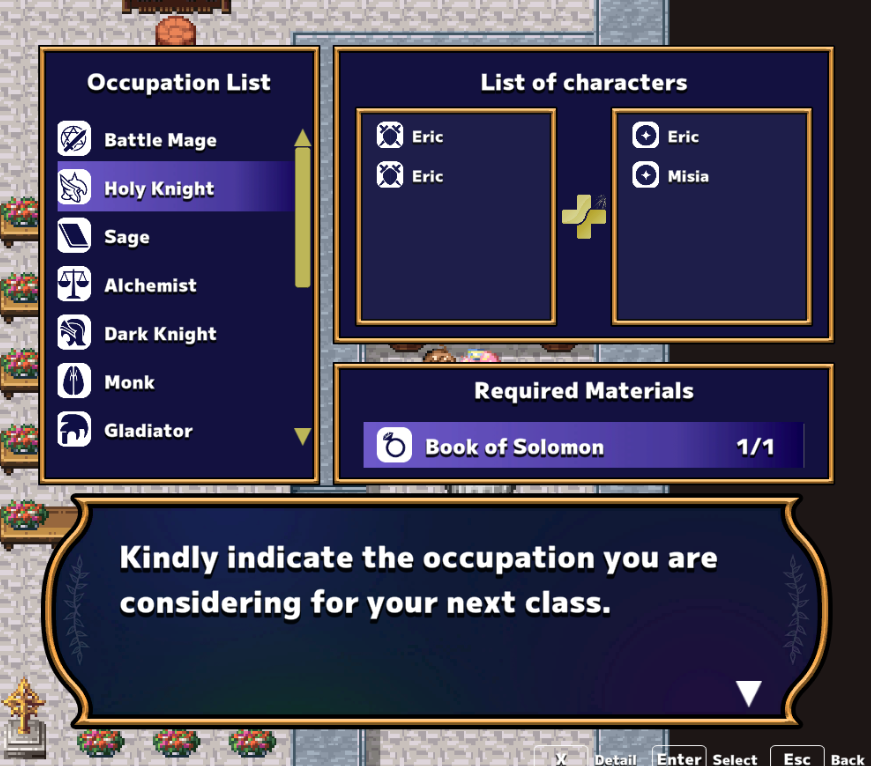 Occupation List
Battle Mage
Holy Knight
Sage
Alchemist
Dark Knight
Monk
Gladiator
List of characters
Eric
Eric
Eric
Misia
Required Materials
Book of Solomon 1/1
Kindly indicate the occupation you are
considering for your next class.
X Detail Enter Select Esc Back